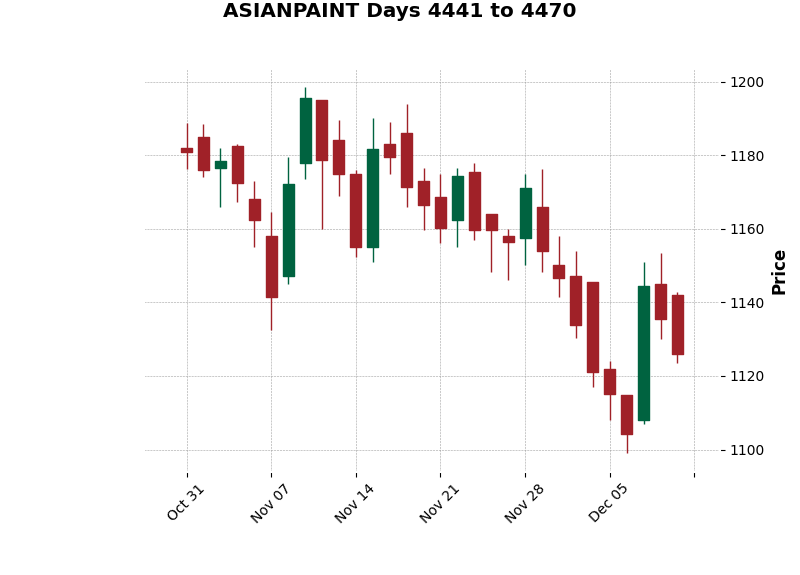 ASIANPAINT Days 4441 to 4470
1200
1180
1160
1140
1120
1100
Price
Oct 31
Nov 07
Nov 14
Nov 21
Nov 28
Dec 05